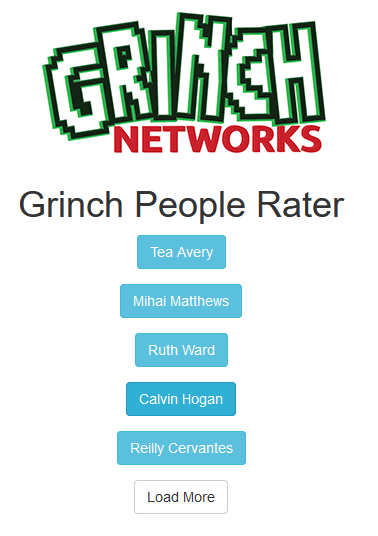 GRINCH
NETWORKS
Grinch People Rater
Tea Avery
Mihai Matthews
Ruth Ward
Calvin Hogan
Reilly Cervantes
Load More